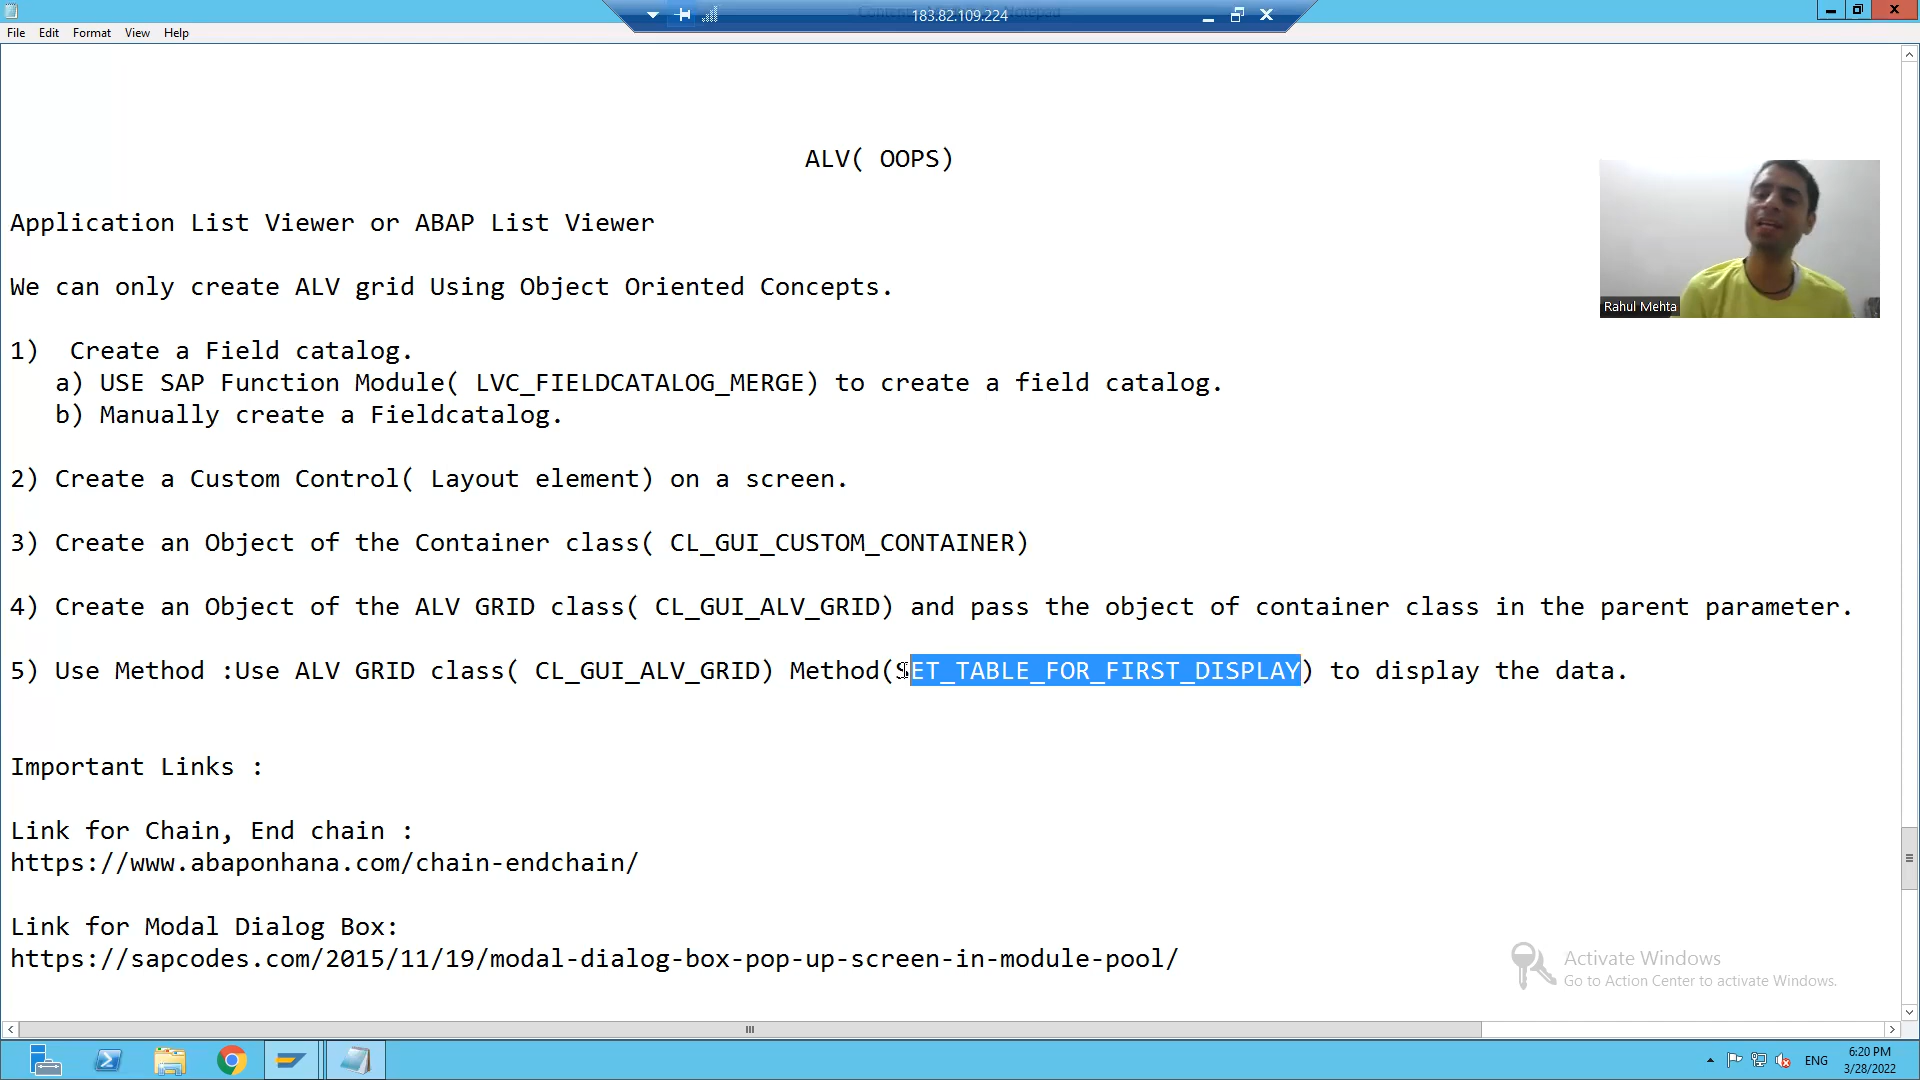 183.82.109.224
File Edit Format View Help
ALV( OOPS)
Application List Viewer or ABAP List Viewer
We can only create ALV grid Using Object Oriented Concepts.
1)  Create a Field catalog.
a) USE SAP Function Module( LVC_FIELDCATALOG_MERGE) to create a field catalog.
b) Manually create a Fieldcatalog.
Rahul Mehta
2) Create a Custom Control( Layout element) on a screen.
3) Create an Object of the Container class( CL_GUI_CUSTOM_CONTAINER)
4) Create an Object of the ALV GRID class( CL_GUI_ALV_GRID) and pass the object of container class in the parent parameter.
5) Use Method :Use ALV GRID class( CL_GUI_ALV_GRID) Method(SET_TABLE_FOR_FIRST_DISPLAY) to display the data.
Important Links :
Link for Chain, End chain :
https://www.abaponhana.com/chain-endchain/
Link for Modal Dialog Box:
https://sapcodes.com/2015/11/19/modal-dialog-box-pop-up-screen-in-module-pool/
Activate Windows
Go to Action Center to activate Windows.
ENG
6:20 PM
3/28/2022